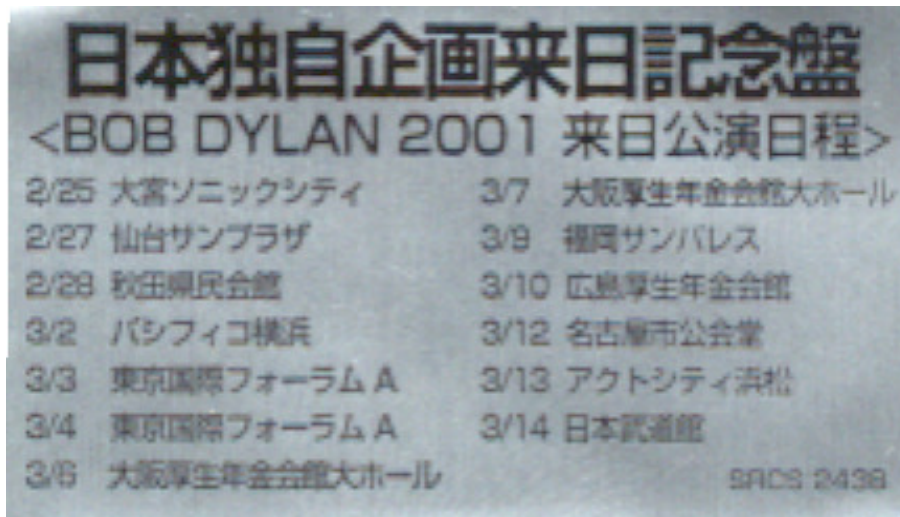 日本独自企画来日記念盤
<BOB DYLAN 2001 来日公演日程>
2/25 大宮ソニックシティ
2/27 仙台サンプラザ
2/28 秋田県民会館
3/2 パシフィコ横浜
3/3 東京国際フォーラム A
3/4 東京国際フォーラム A
3/6 大阪厚生年金会館大ホール
3/7 大阪厚生年金会館大ホール
3/9 福岡サンパレス
3/10 広島厚生年金会館
3/12 名古屋市公会堂
3/13 アクトシティ浜松
3/14 日本武道館
SRCS 2438